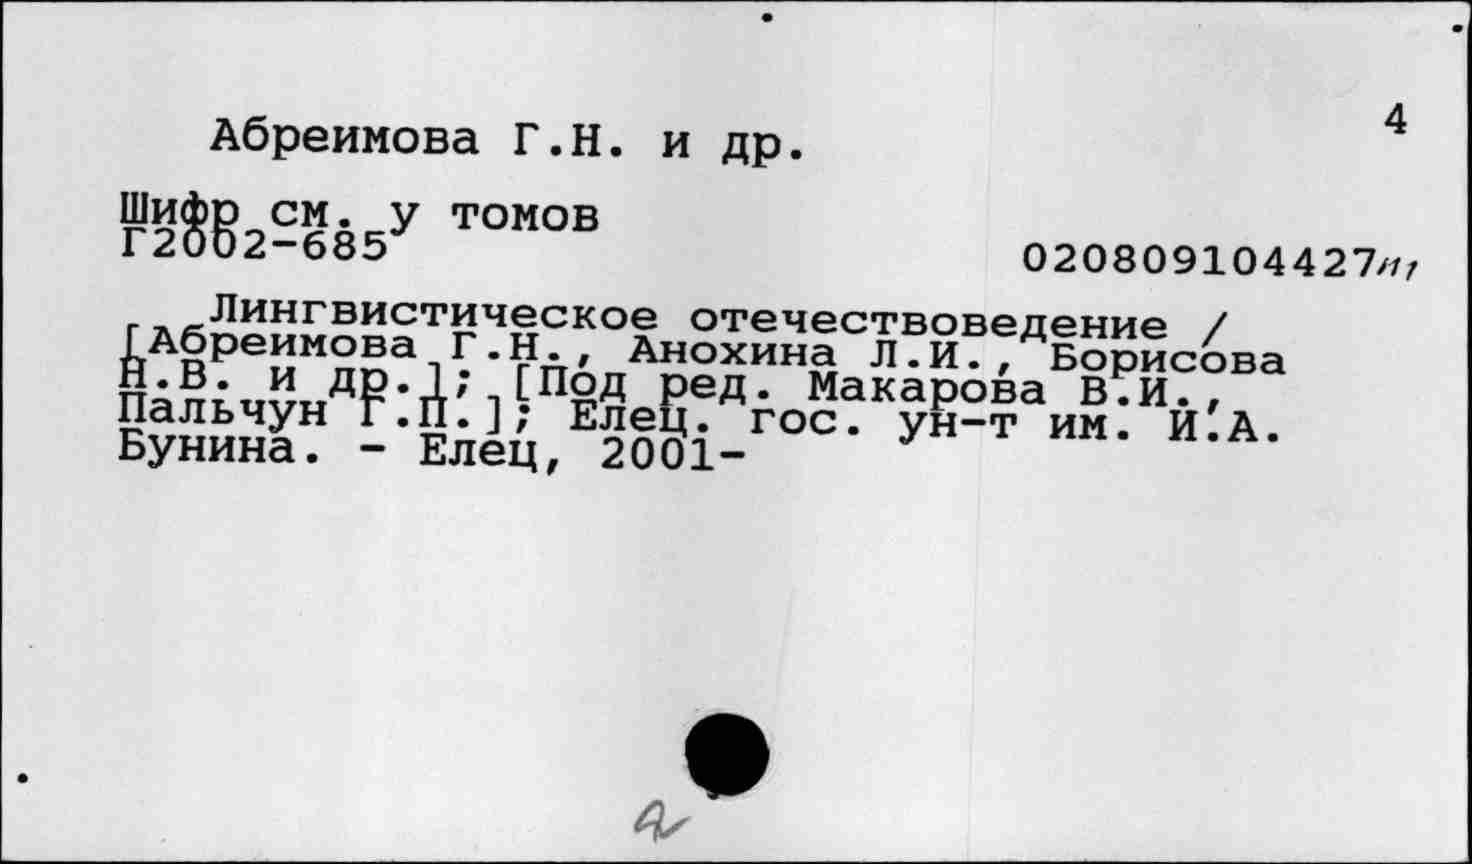 4
Абреимова Г.Н. и др.
Шифр см. у томов
Г2002-685
020809104427
Лингвистическое отечествоведение /
[Абреимова Г.Н., Анохина Л.И., Борисова
Н.В. и др.]; [Под ред. Макарова В.И.,
Пальчун Г.П.]; Елец. гос. ун-т им. И.А.
Бунина. - Елец, 2001-